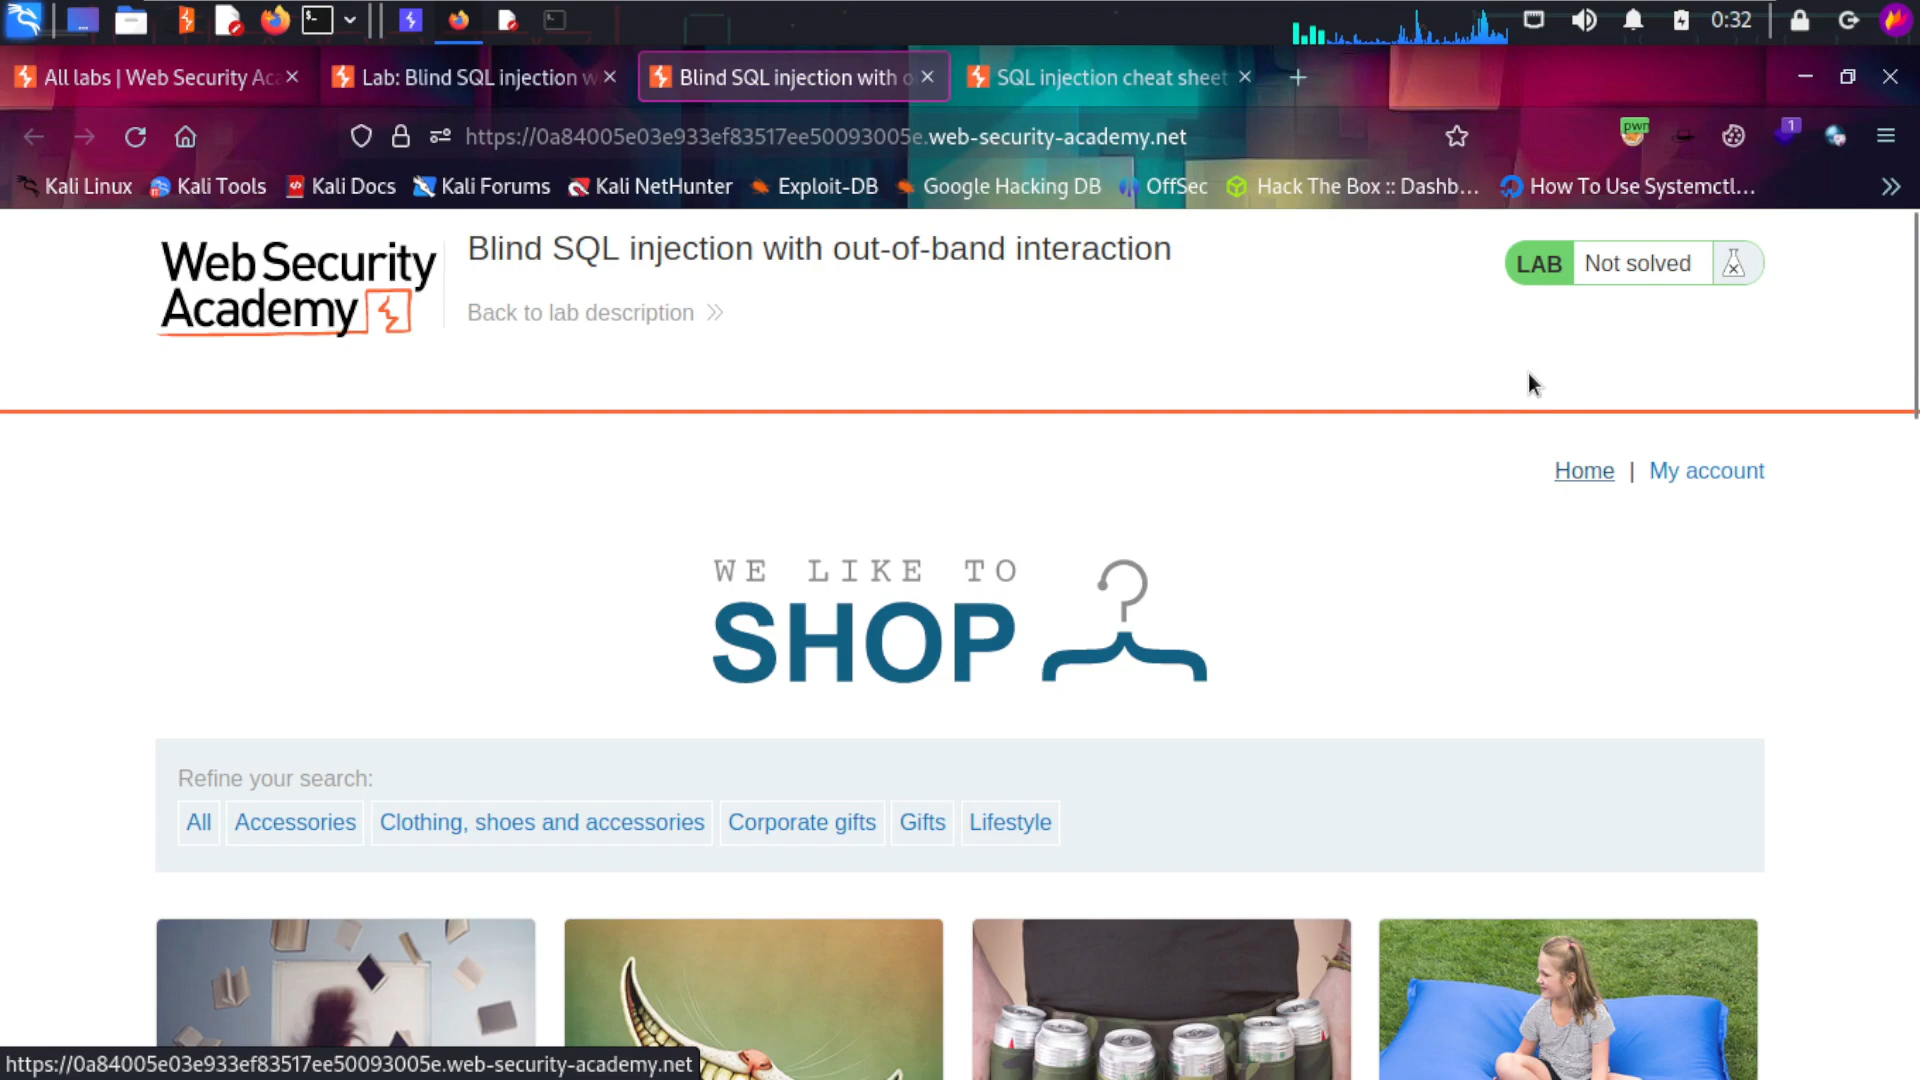 0:32
All labs | Web Security Aca
Lab: Blind SQL injection w
Blind SQL injection with o
SQL injection cheat sheet
https://0a84005e03e933ef83517ee50093005e.web-security-academy.net
pwn
1
Kali Linux
Kali Tools
Kali Docs
Kali Forums
Kali NetHunter
Exploit-DB
Google Hacking DB
OffSec
Hack The Box :: Dashb...
How To Use Systemctl...
Web Security
Academy
Blind SQL injection with out-of-band interaction
Back to lab description
LAB Not solved
Home | My account
WE LIKE TO
SHOP
Refine your search:
All Accessories Clothing, shoes and accessories Corporate gifts Gifts Lifestyle
https://0a84005e03e933ef83517ee50093005e.web-security-academy.net